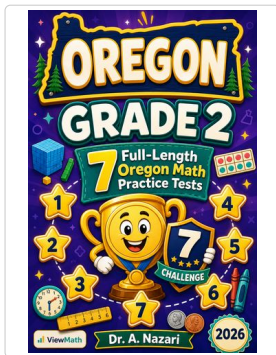 OREGON
GRADE 2
7 Full-Length
Oregon Math
Practice Tests
1
4
2
7
CHALLENGE
5
3
6
7
ViewMath
Dr. A. Nazari
2026